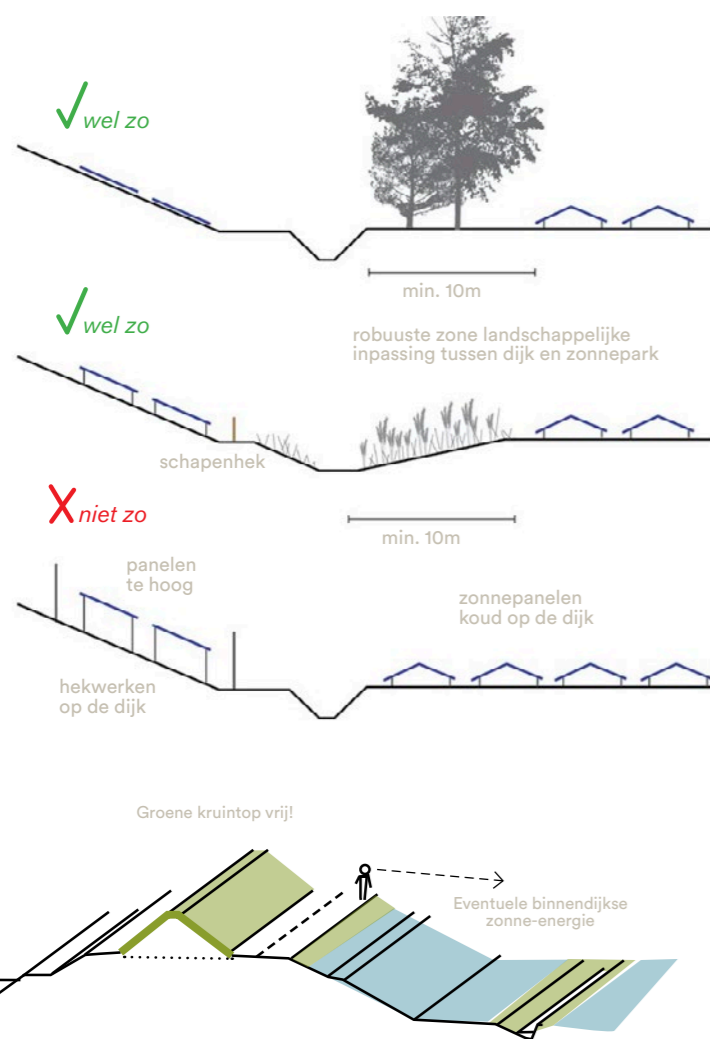 wel zo
min. 10m
wel zo
robuuste zone landschappelijke
inpassing tussen dijk en zonnepark
schapenhek
niet zo
min. 10m
panelen
te hoog
zonnepanelen
koud op de dijk
hekwerken
op de dijk
Groene kruintop vrij!
Eventuele binnendijkse
zonne-energie